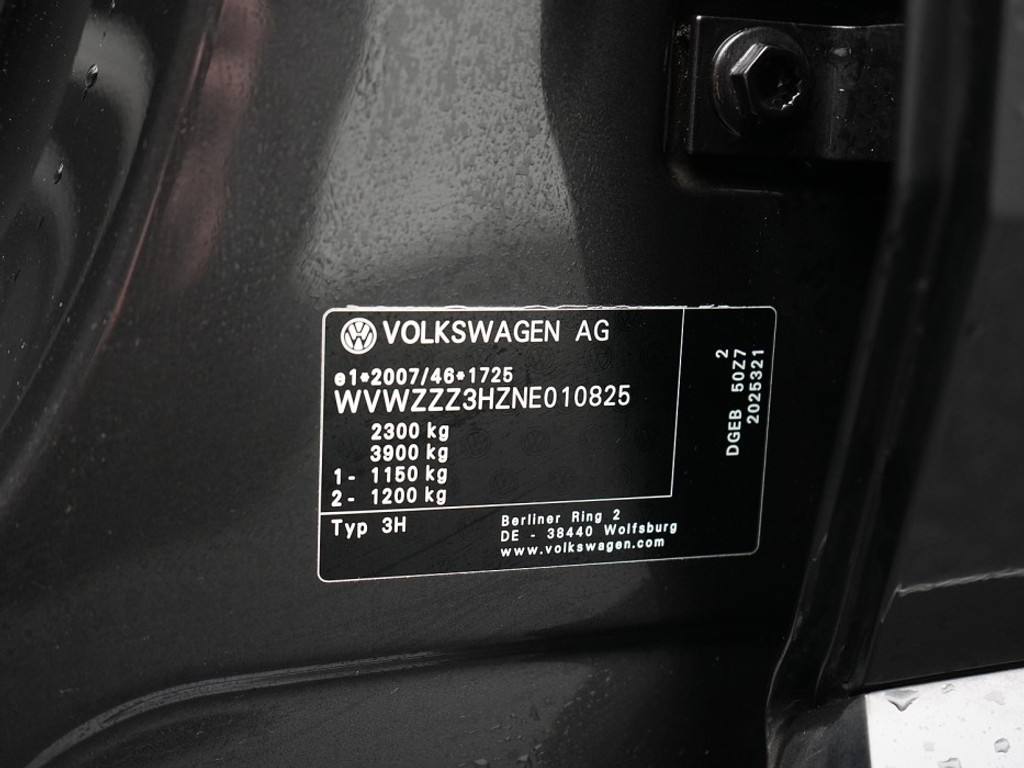 VOLKSWAGEN AG
e1*2007/46*1725
WVWZZZ3HZNE010825
2300 kg
3900 kg
1- 1150 kg
2- 1200 kg
Typ 3H
Berliner Ring 2
DE - 38440 Wolfsburg
www.volkswagen.com
2
DGEB 50Z7
2025321